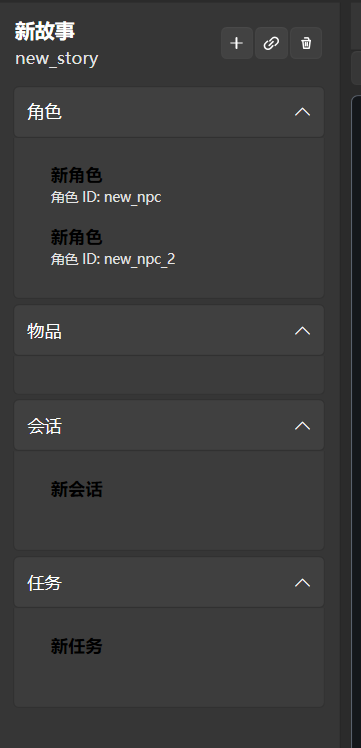 新故事
new_story
角色
新角色
角色 ID: new_npc
新角色
角色 ID: new_npc_2
物品
会话
新会话
任务
新任务